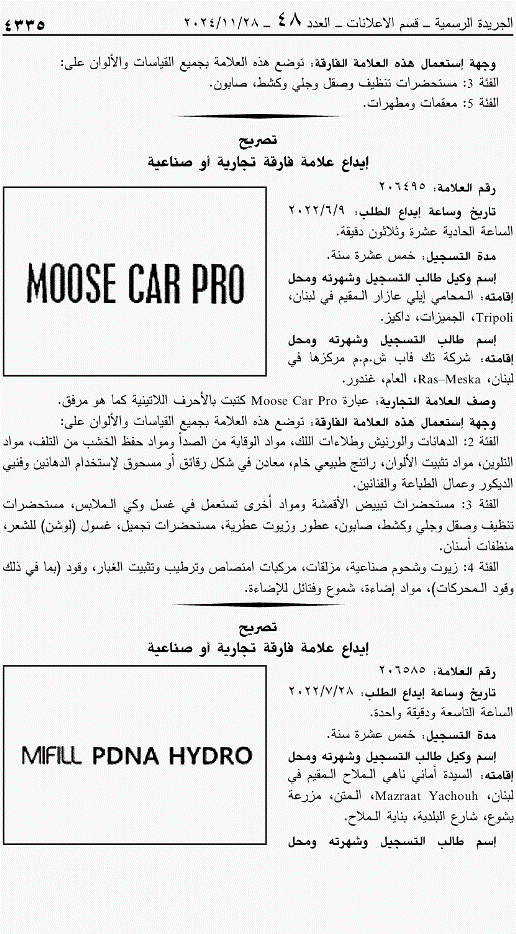 الجريدة الرسمية ــ قسم الاعلانات ــ العدد ٤٨ ــ ٢٠٢٤/١١/٢٨
٤٣٣٥
وجهة إستعمال هذه العلامة الفارقة: توضع هذه العلامة بجميع القياسات والألوان على:
الفئة 3: مستحضرات تنظيف وصقل وجلي وكشط، صابون.
الفئة 5: معقمات ومطهرات.
تصريح
إيداع علامة فارقة تجارية أو صناعية
رقم العلامة: ٢٠٦٤٩٥
تاريخ وساعة إيداع الطلب: ٢٠٢٢/٦/٩
الساعة الحادية عشرة وثلاثون دقيقة.
مدة التسجيل: خمس عشرة سنة.
إسم وكيل طالب التسجيل وشهرته ومحل
إقامته: المحامي إيلي عازار المقيم في لبنان،
Tripoli، الجميزات، داكيز.
إسم طالب التسجيل وشهرته ومحل
إقامته: شركة تك فاب ش.م.م مركزها في
لبنان، Ras–Meska، العام، غندور.
MOOSE CAR PRO
وصف العلامة التجارية: عبارة Moose Car Pro كتبت بالأحرف اللاتينية كما هو مرفق.
وجهة إستعمال هذه العلامة الفارقة: توضع هذه العلامة بجميع القياسات والألوان على:
الفئة 2: الدهانات والورنيش وطلاءات اللك، مواد الوقاية من الصدأ ومواد حفظ الخشب من التلف، مواد
التلوين، مواد تثبيت الألوان، راتنج طبيعي خام، معادن في شكل رقائق أو مسحوق لإستخدام الدهانين وفنيي
الديكور وعمال الطباعة والفنانين.
الفئة 3: مستحضرات تبييض الأقمشة ومواد أخرى تستعمل في غسل وكي الملابس، مستحضرات
تنظيف وصقل وجلي وكشط، صابون، عطور وزيوت عطرية، مستحضرات تجميل، غسول (لوشن) للشعر،
منظفات أسنان.
الفئة 4: زيوت وشحوم صناعية، مزلقات، مركبات امتصاص وترطيب وتثبيت الغبار، وقود (بما في ذلك
وقود المحركات)، مواد إضاءة، شموع وفتائل للإضاءة.
تصريح
إيداع علامة فارقة تجارية أو صناعية
رقم العلامة: ٢٠٦٥٨٥
تاريخ وساعة إيداع الطلب: ٢٠٢٢/٧/٢٨
الساعة التاسعة ودقيقة واحدة.
مدة التسجيل: خمس عشرة سنة.
إسم وكيل طالب التسجيل وشهرته ومحل
إقامته: السيدة أماني ناهي الملاح المقيم في
لبنان، Mazraat Yachouh، المتن، مزرعة
يشوع، شارع البلدية، بناية الملاح.
إسم طالب التسجيل وشهرته ومحل
MIFILL PDNA HYDRO